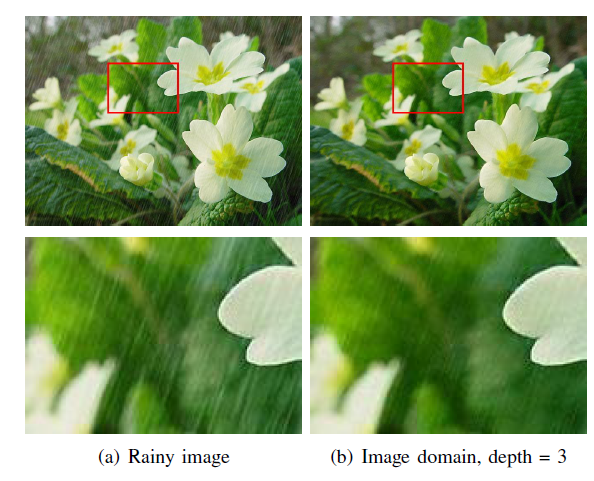 (a) Rainy image
(b) Image domain, depth = 3